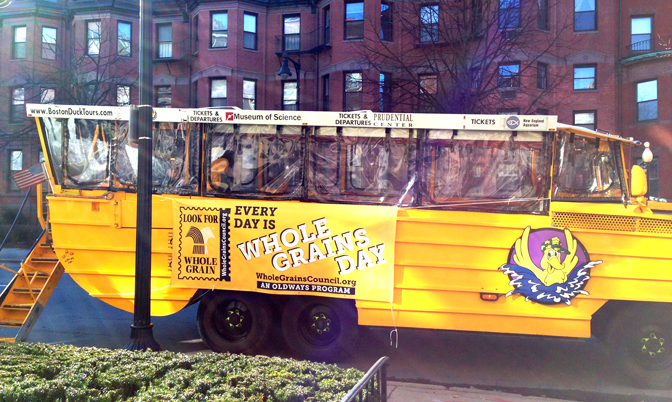 www.BostonDuckTours.com
TICKETS &
DEPARTURES
Museum of Science
TICKETS &
DEPARTURES
PRUDENTIAL
CENTER
TICKETS
New England
Aquarium
LOOK FOR
WHOLE
GRAIN
WholeGrainsCouncil.org
EVERY
DAY IS
WHOLE
GRAINS
DAY
WholeGrainsCouncil.org
AN OLDWAYS PROGRAM